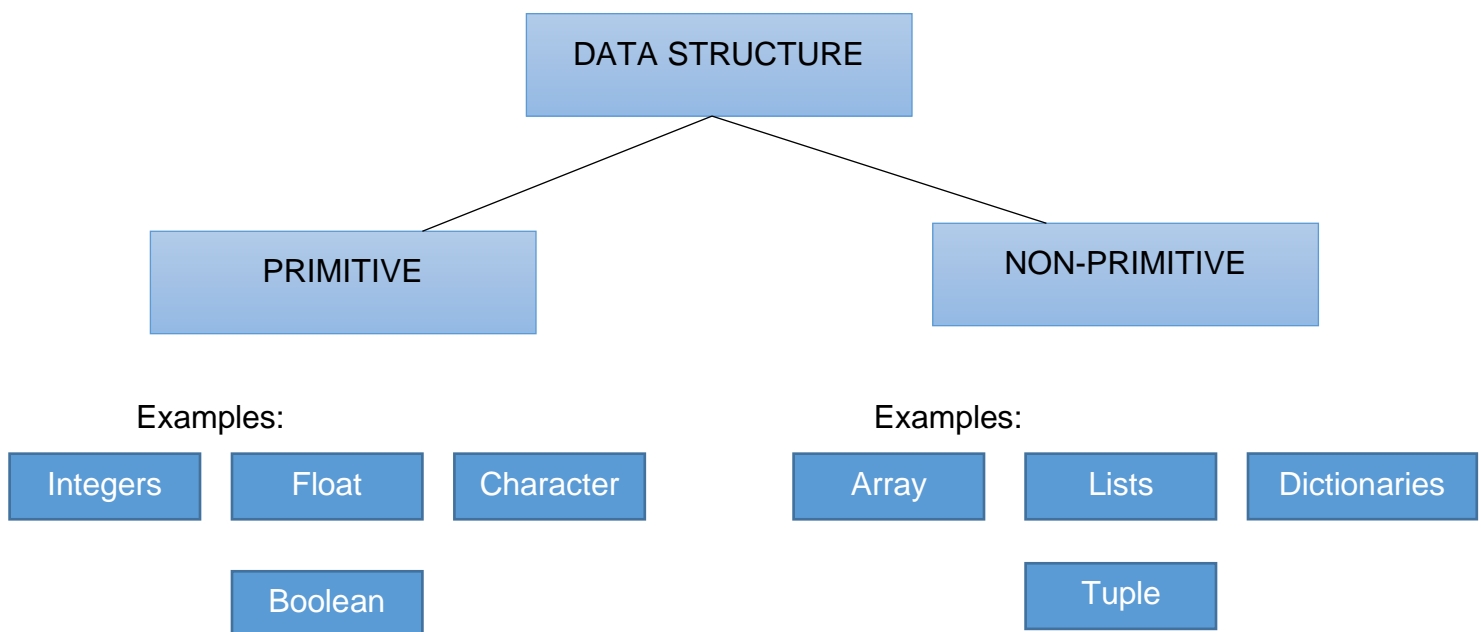 DATA STRUCTURE
PRIMITIVE
NON-PRIMITIVE
Examples:
Examples:
Integers
Float
Character
Array
Lists
Dictionaries
Boolean
Tuple